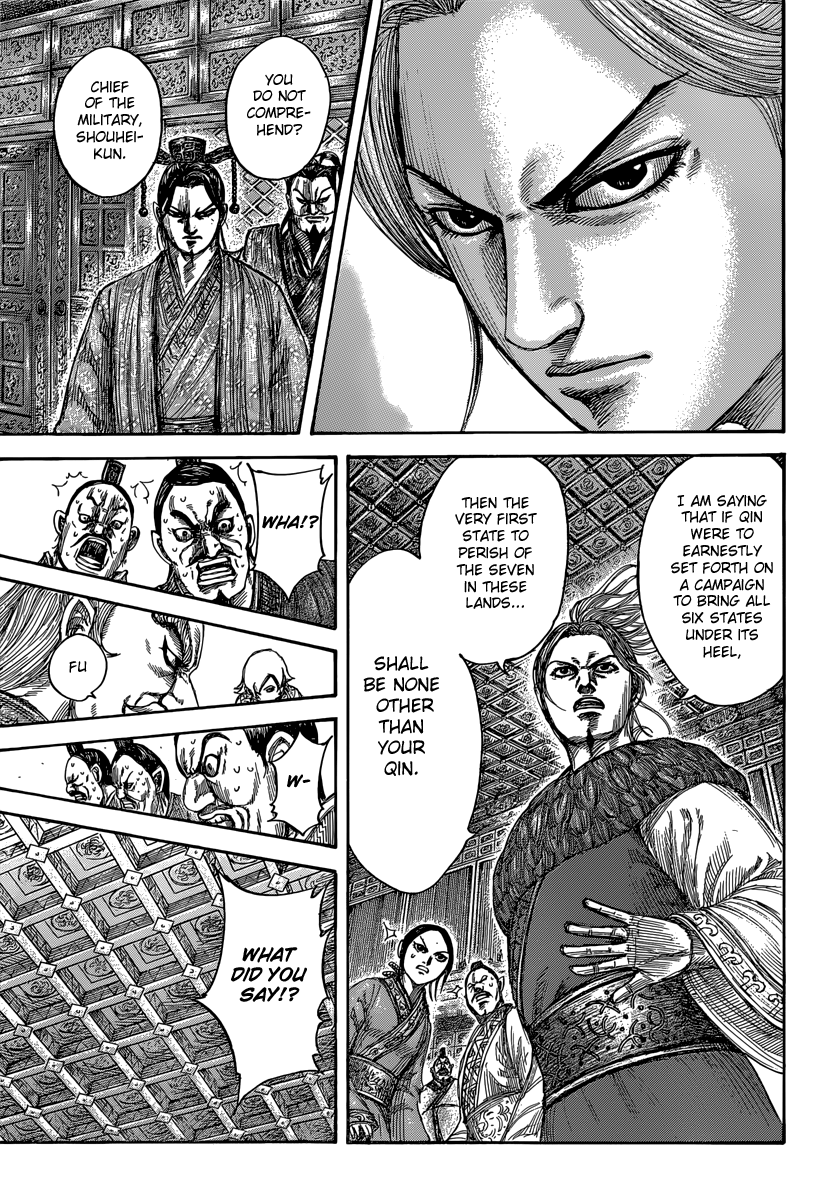 YOU
DO NOT
COMPRE-
HEND?
CHIEF
OF THE
MILITARY,
SHOUHEI-
KUN.
I AM SAYING
THAT IF QIN
WERE TO
EARNESTLY
SET FORTH ON
A CAMPAIGN
TO BRING ALL
SIX STATES
UNDER ITS
HEEL,
THEN THE
VERY FIRST
STATE TO
PERISH OF
THE SEVEN
IN THESE
LANDS...
SHALL
BE NONE
OTHER
THAN
YOUR
QIN.
WHA!?
FU
W-
WHAT
DID YOU
SAY!?